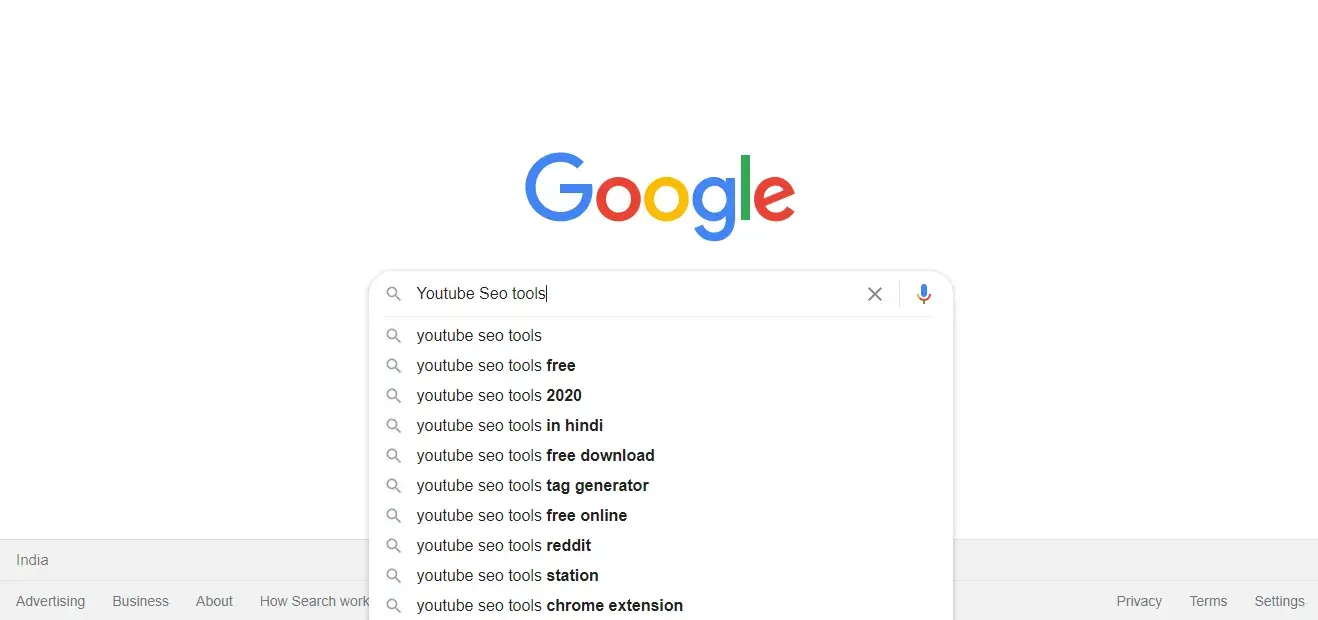 Google
Youtube Seo tools
youtube seo tools
youtube seo tools free
youtube seo tools 2020
youtube seo tools in hindi
youtube seo tools free download
youtube seo tools tag generator
youtube seo tools free online
youtube seo tools reddit
youtube seo tools station
youtube seo tools chrome extension
India
Advertising Business About How Search work
Privacy Terms Settings